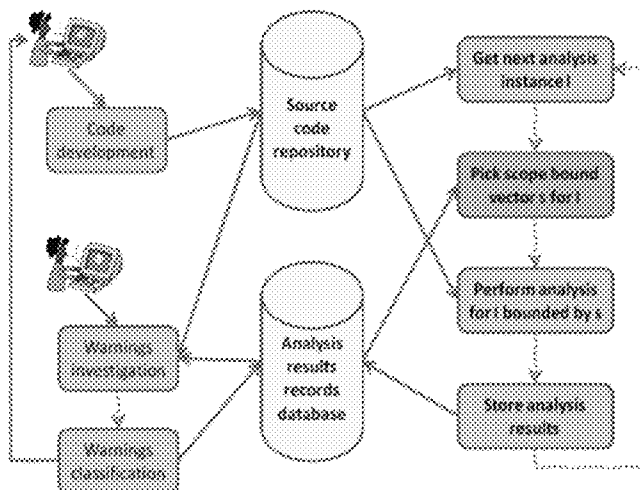 Code
development
Source
code
repository
Get next analysis
instance I
Pick scope bound
vector s for I
Perform analysis
for I bounded by s
Store analysis
results
Warnings
investigation
Warnings
classification
Analysis
results
records
database